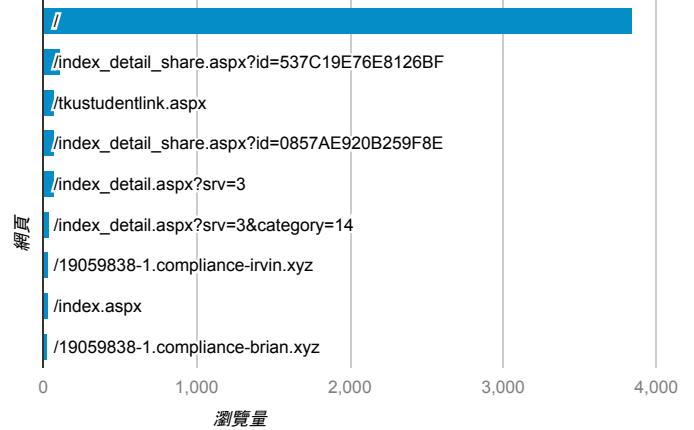 /
/index_detail_share.aspx?id=537C19E76E8126BF
/tkustudentlink.aspx
/index_detail_share.aspx?id=0857AE920B259F8E
/index_detail.aspx?srv=3
/index_detail.aspx?srv=3&category=14
/19059838-1.compliance-irvin.xyz
/index.aspx
/19059838-1.compliance-brian.xyz
網頁
0 1,000 2,000 3,000 4,000
瀏覽量